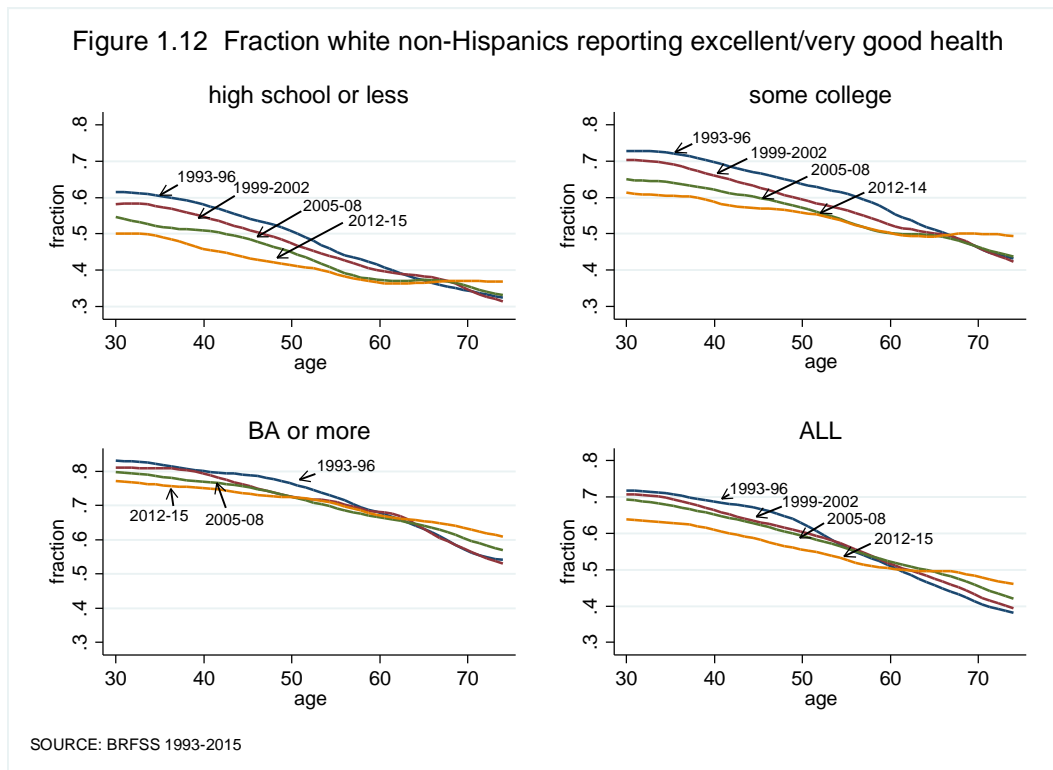 Figure 1.12  Fraction white non-Hispanics reporting excellent/very good health
high school or less
fraction
.8
.7
.6
.5
.4
.3
1993-96
1999-2002
2005-08
2012-15
30 40 50 60 70
age
some college
fraction
.8
.7
.6
.5
.4
.3
1993-96
1999-2002
2005-08
2012-14
30 40 50 60 70
age
BA or more
fraction
.8
.7
.6
.5
.4
.3
1993-96
2012-15
2005-08
30 40 50 60 70
age
ALL
fraction
.8
.7
.6
.5
.4
.3
1993-96
1999-2002
2005-08
2012-15
30 40 50 60 70
age
SOURCE: BRFSS 1993-2015